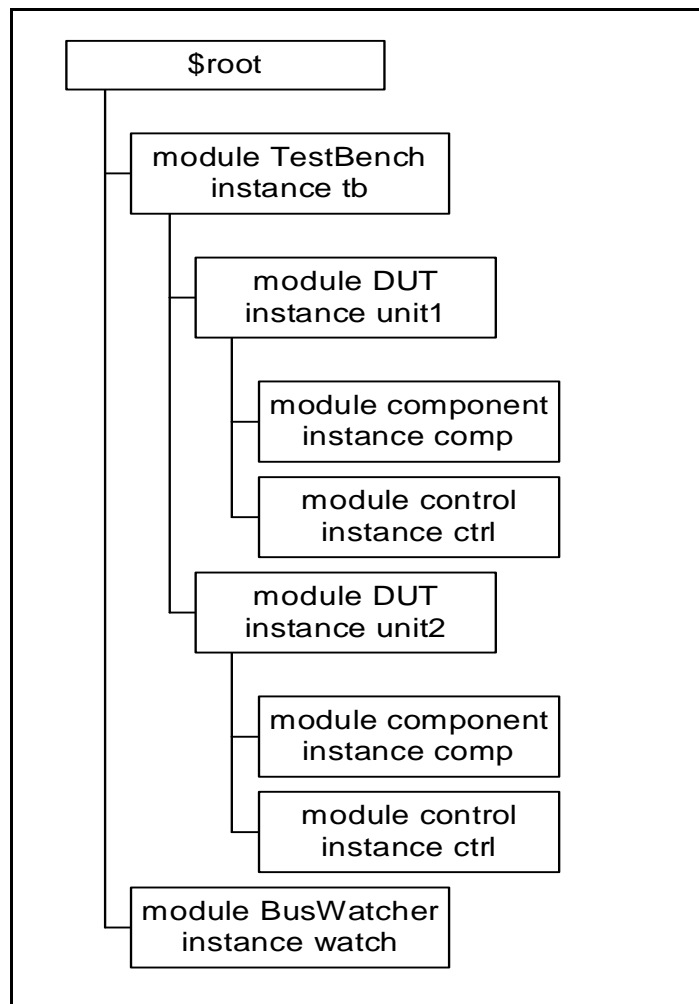 $root
module TestBench
instance tb
module DUT
instance unit1
module component
instance comp
module control
instance ctrl
module DUT
instance unit2
module component
instance comp
module control
instance ctrl
module BusWatcher
instance watch